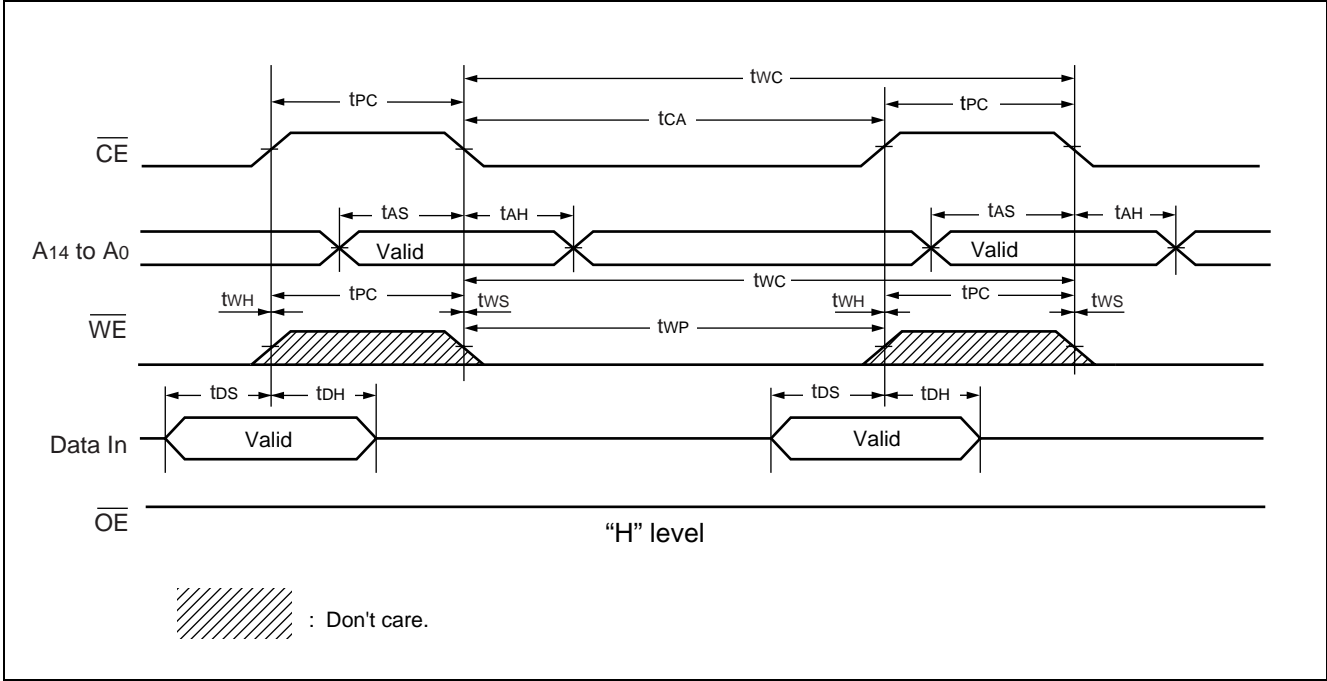 tWC
tPC tPC
tCA
CE
tAS tAH tAS tAH
A14 to A0 Valid Valid
tWC
tWH tPC tWS tWH tPC tWS
WE tWP
tDS tDH tDS tDH
Data In Valid Valid
OE
“H” level
: Don't care.